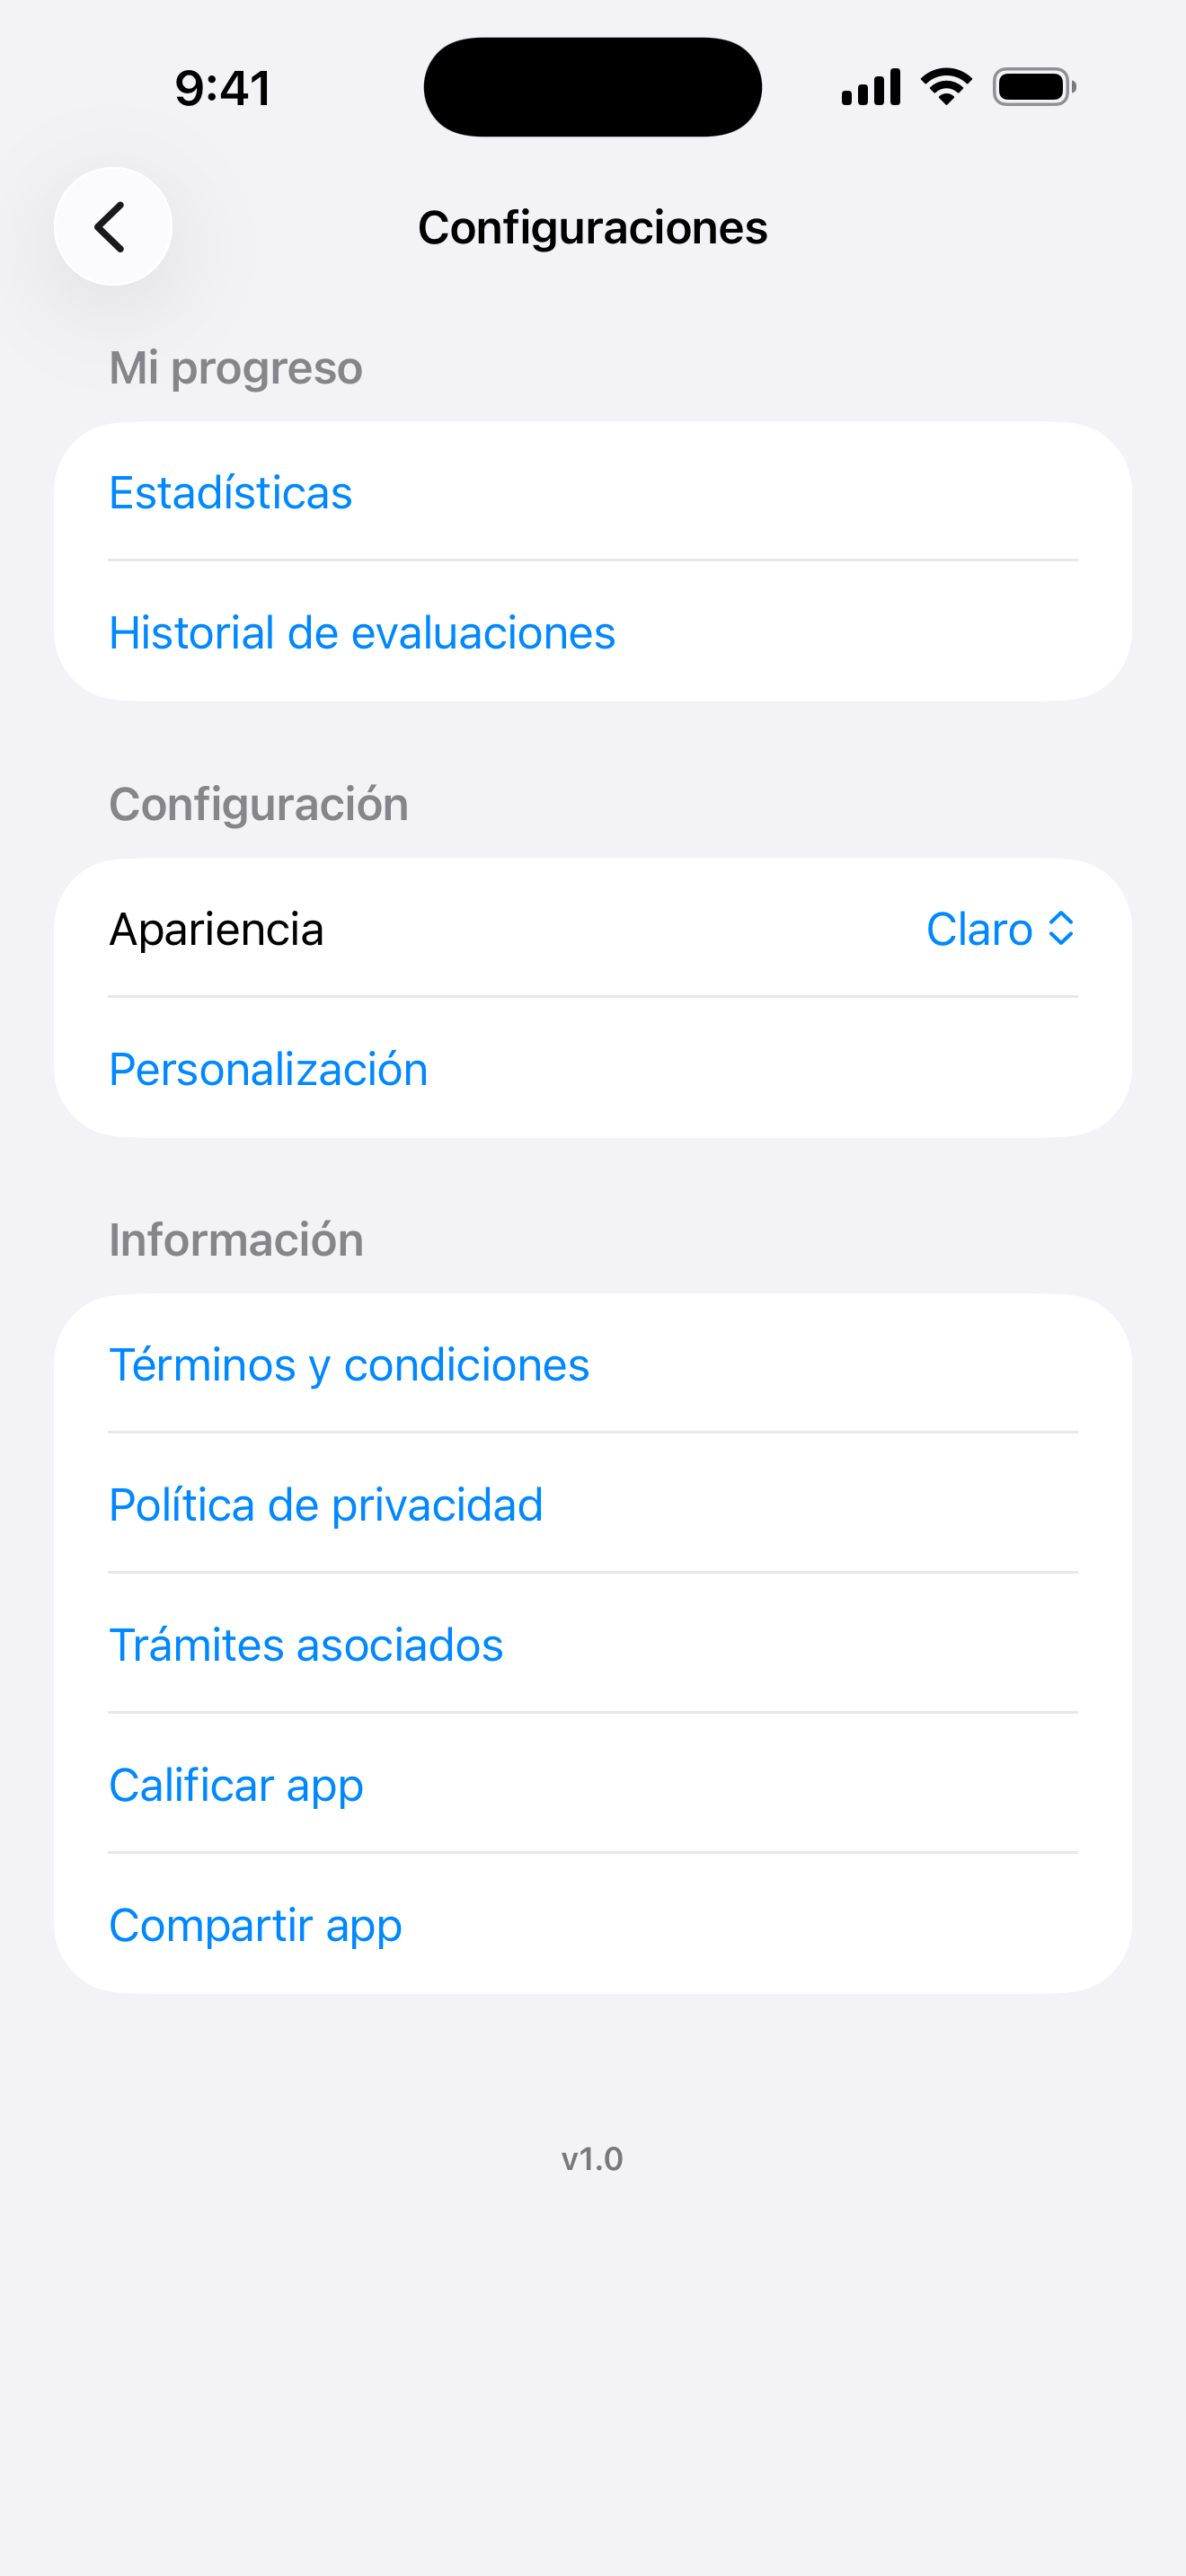 9:41
Configuraciones
Mi progreso
Estadísticas
Historial de evaluaciones
Configuración
Apariencia Claro
Personalización
Información
Términos y condiciones
Política de privacidad
Trámites asociados
Calificar app
Compartir app
v1.0